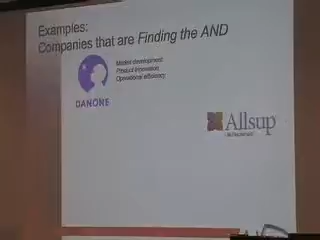 Examples:
Companies that are Finding the AND
Market development
Product innovation
Operational efficiency
DANONE
Allsup